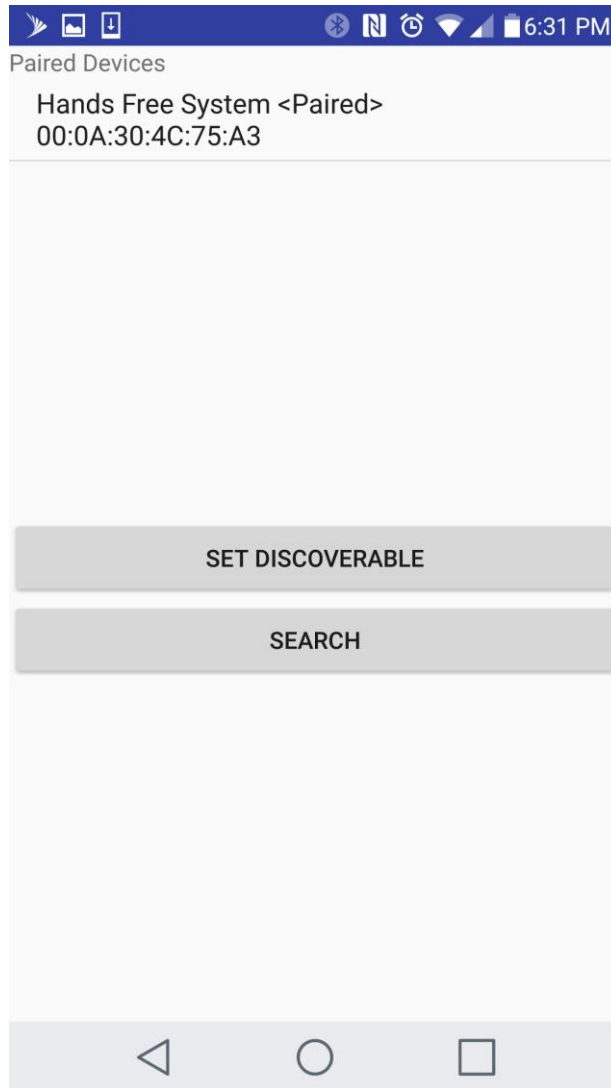 6:31 PM
Paired Devices
Hands Free System <Paired>
00:0A:30:4C:75:A3
SET DISCOVERABLE
SEARCH